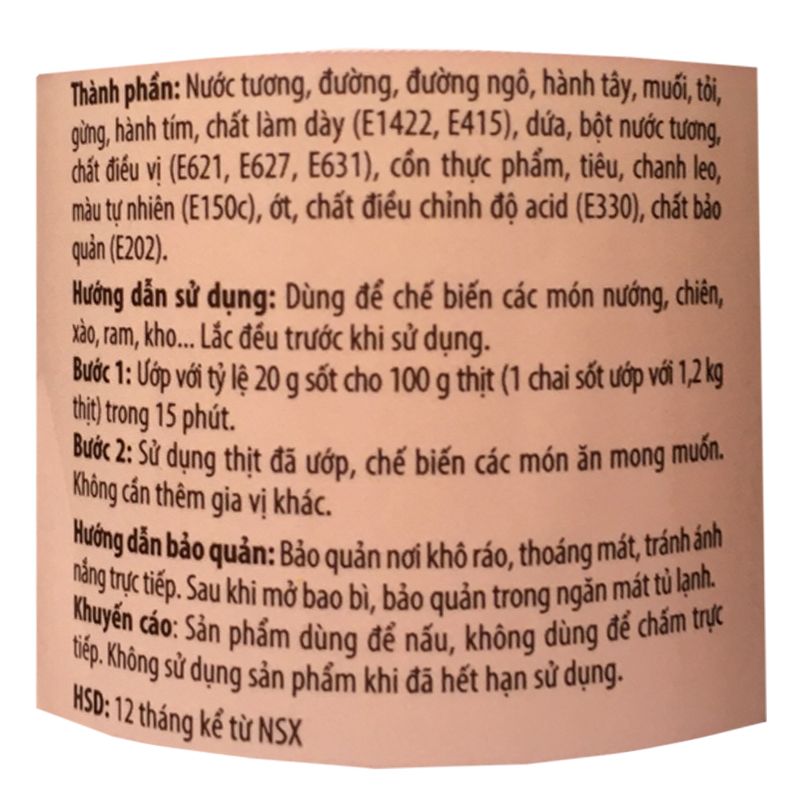 Thành phần: Nước tương, đường, đường ngô, hành tây, muối, tỏi,
gừng, hành tím, chất làm dày (E1422, E415), dứa, bột nước tương,
chất điều vị (E621, E627, E631), cồn thực phẩm, tiêu, chanh leo,
màu tự nhiên (E150c), ớt, chất điều chỉnh độ acid (E330), chất bảo
quản (E202).
Hướng dẫn sử dụng: Dùng để chế biến các món nướng, chiên,
xào, ram, kho... Lắc đều trước khi sử dụng.
Bước 1: Ướp với tỷ lệ 20 g sốt cho 100 g thịt (1 chai sốt ướp với 1,2 kg
thịt) trong 15 phút.
Bước 2: Sử dụng thịt đã ướp, chế biến các món ăn mong muốn.
Không cần thêm gia vị khác.
Hướng dẫn bảo quản: Bảo quản nơi khô ráo, thoáng mát, tránh ánh
nắng trực tiếp. Sau khi mở bao bì, bảo quản trong ngăn mát tủ lạnh.
Khuyến cáo: Sản phẩm dùng để nấu, không dùng để chấm trực
tiếp. Không sử dụng sản phẩm khi đã hết hạn sử dụng.
HSD: 12 tháng kể từ NSX